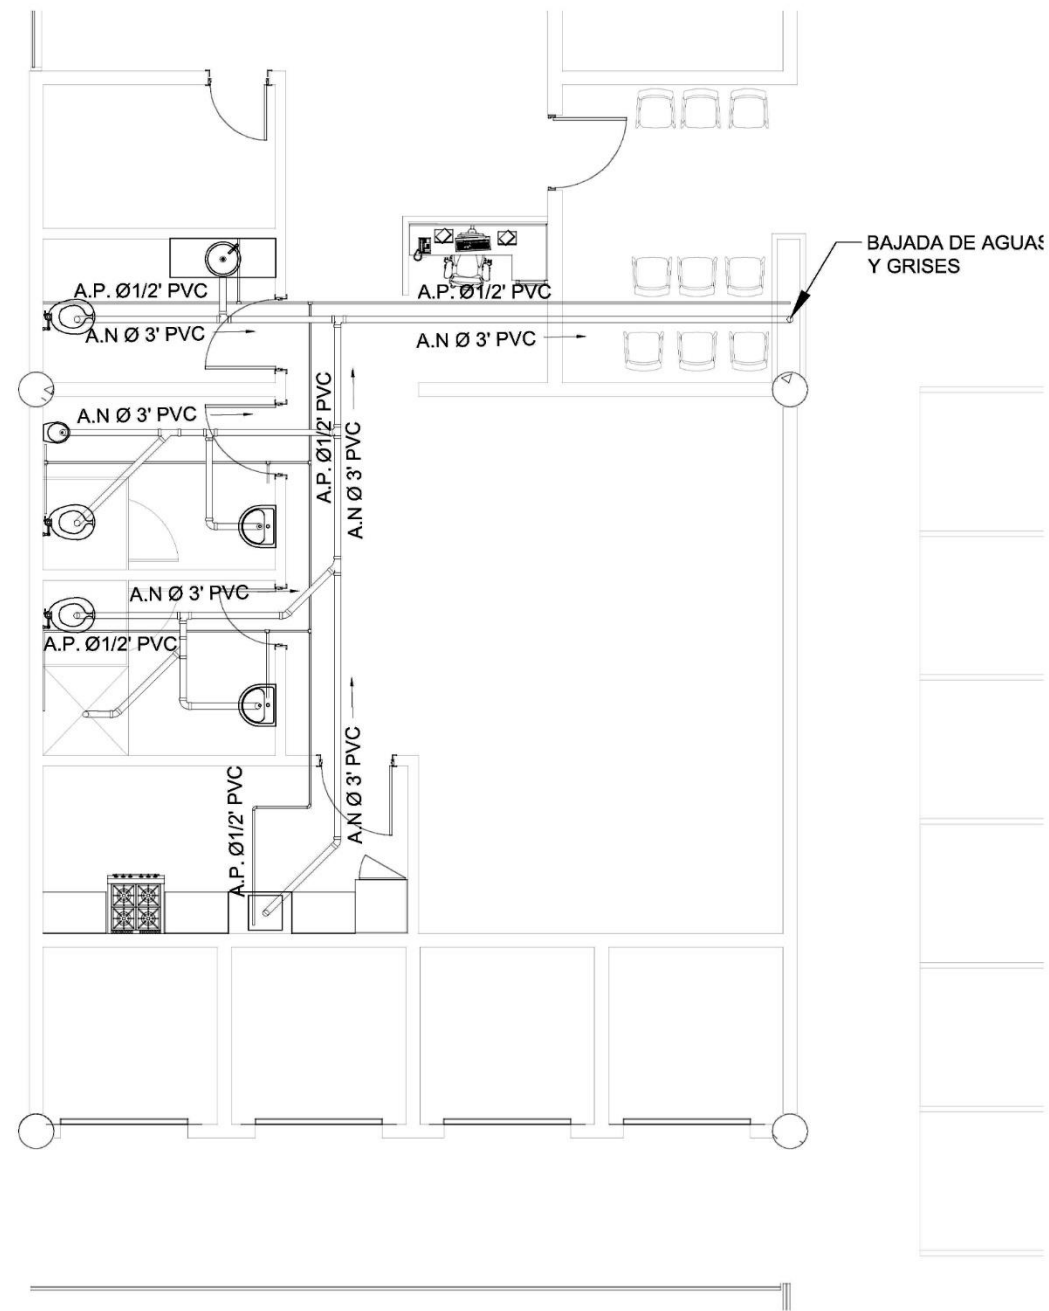 BAJADA DE AGUAS
Y GRISES
A.P. Ø1/2' PVC
A.P. Ø1/2' PVC
A.N Ø 3' PVC
A.N Ø 3' PVC
A.N Ø 3' PVC
A.P. Ø1/2' PVC
A.N Ø 3' PVC
A.N Ø 3' PVC
A.P. Ø1/2' PVC
A.N Ø 3' PVC
A.P. Ø1/2' PVC